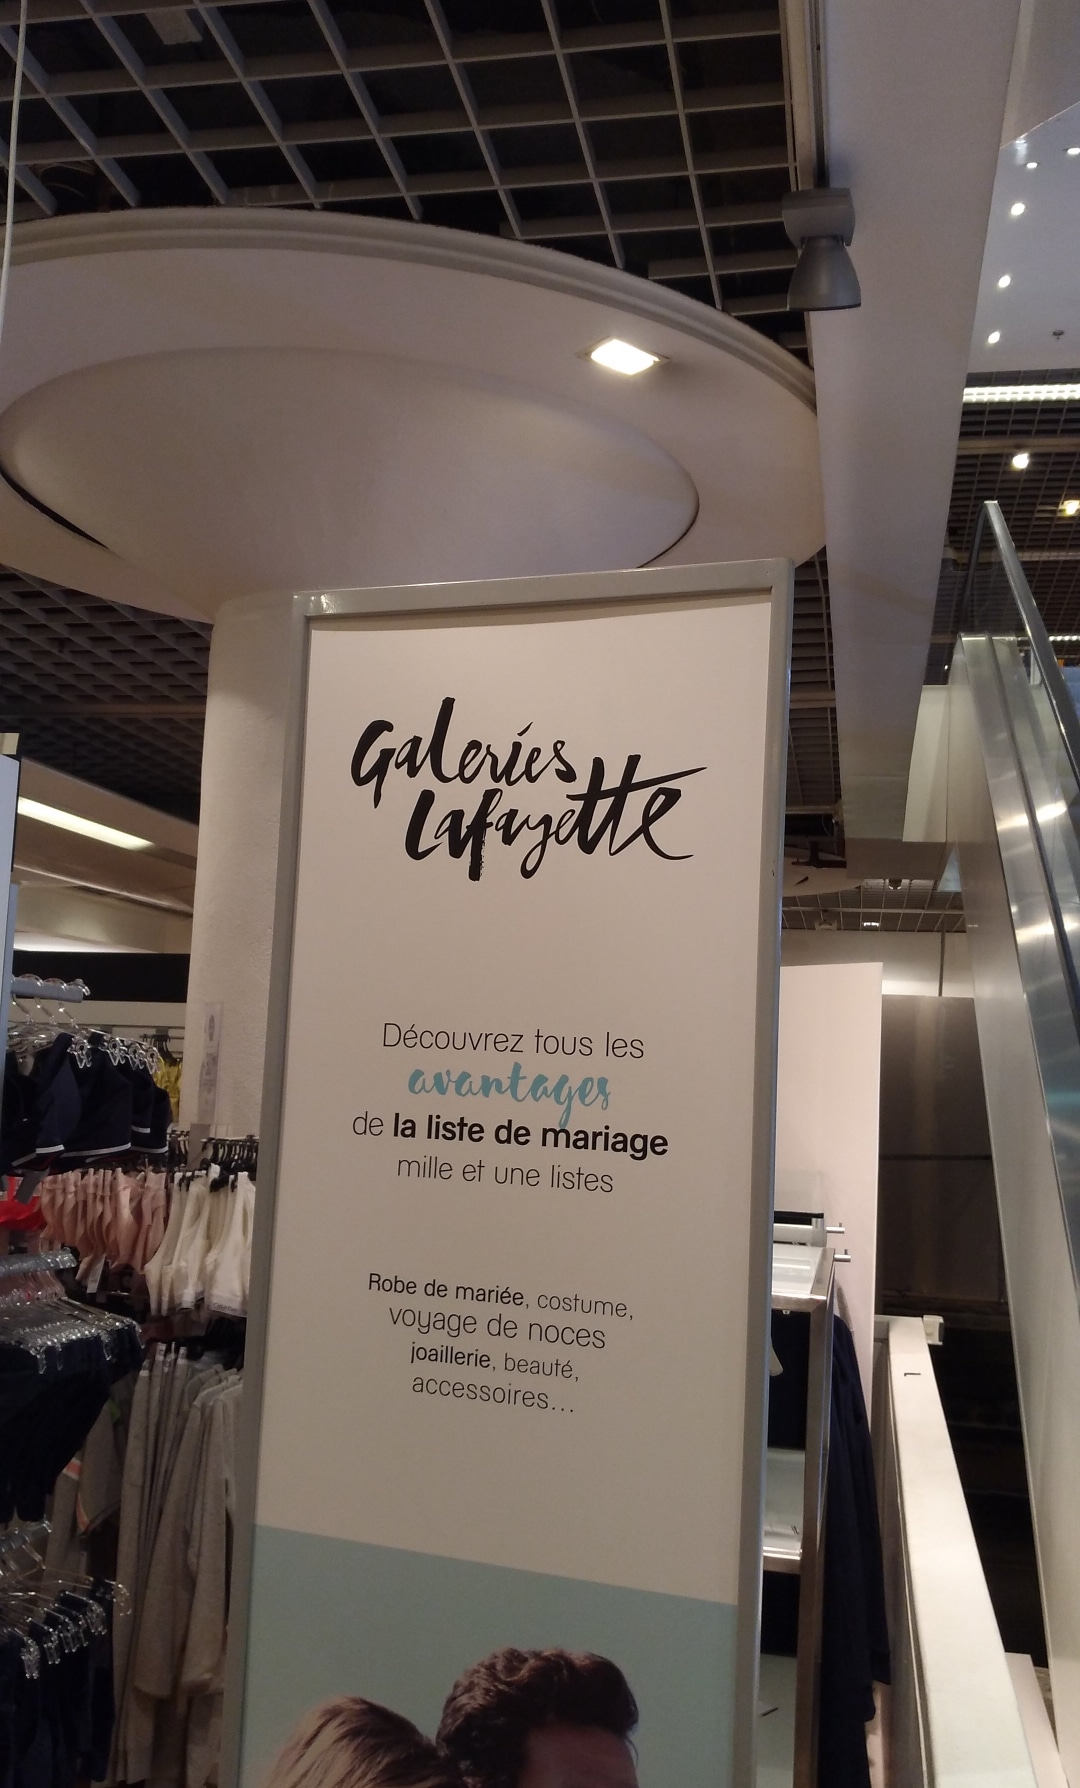 Galeries
Lafayette
Découvrez tous les
avantages
de la liste de mariage
mille et une listes
Robe de mariée, costume,
voyage de noces
joaillerie, beauté,
accessoires...